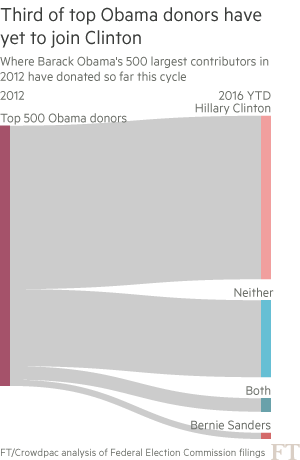 Third of top Obama donors have
yet to join Clinton
Where Barack Obama's 500 largest contributors in
2012 have donated so far this cycle
2012
2016 YTD
Hillary Clinton
Top 500 Obama donors
Neither
Both
Bernie Sanders
FT/Crowdpac analysis of Federal Election Commission filings
FT